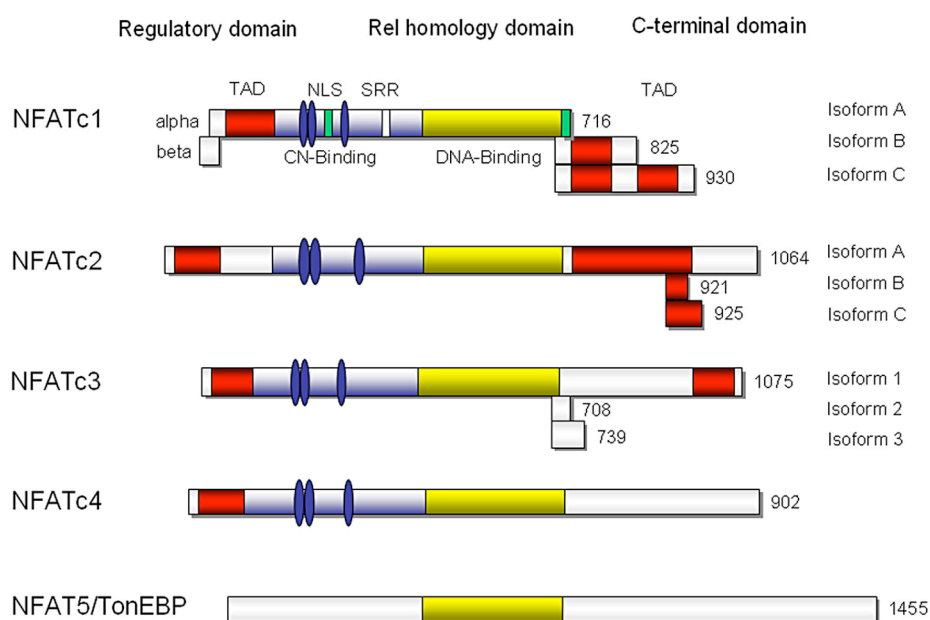 Regulatory domain Rel homology domain C-terminal domain
TAD NLS SRR TAD
NFATc1 alpha 716 Isoform A
beta CN-Binding DNA-Binding 825 Isoform B
930 Isoform C
NFATc2 1064 Isoform A
921 Isoform B
925 Isoform C
NFATc3 1075 Isoform 1
708 Isoform 2
739 Isoform 3
NFATc4 902
NFAT5/TonEBP 1455